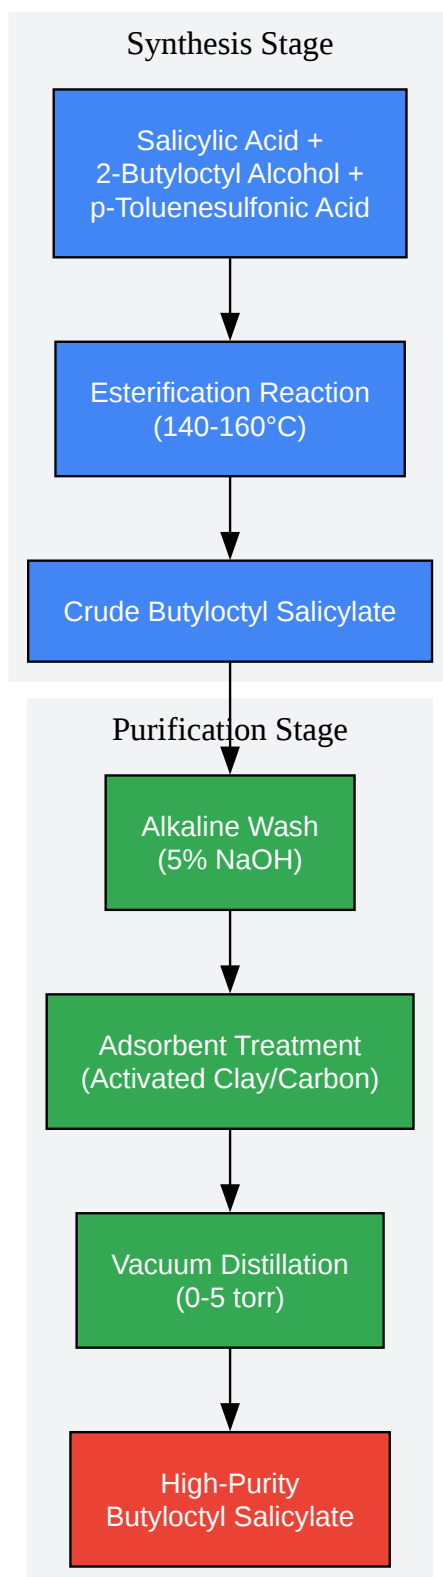 Synthesis Stage
Salicylic Acid +
2-Butyloctyl Alcohol +
p-Toluenesulfonic Acid
Esterification Reaction
(140-160°C)
Crude Butyloctyl Salicylate
Purification Stage
Alkaline Wash
(5% NaOH)
Adsorbent Treatment
(Activated Clay/Carbon)
Vacuum Distillation
(0-5 torr)
High-Purity
Butyloctyl Salicylate